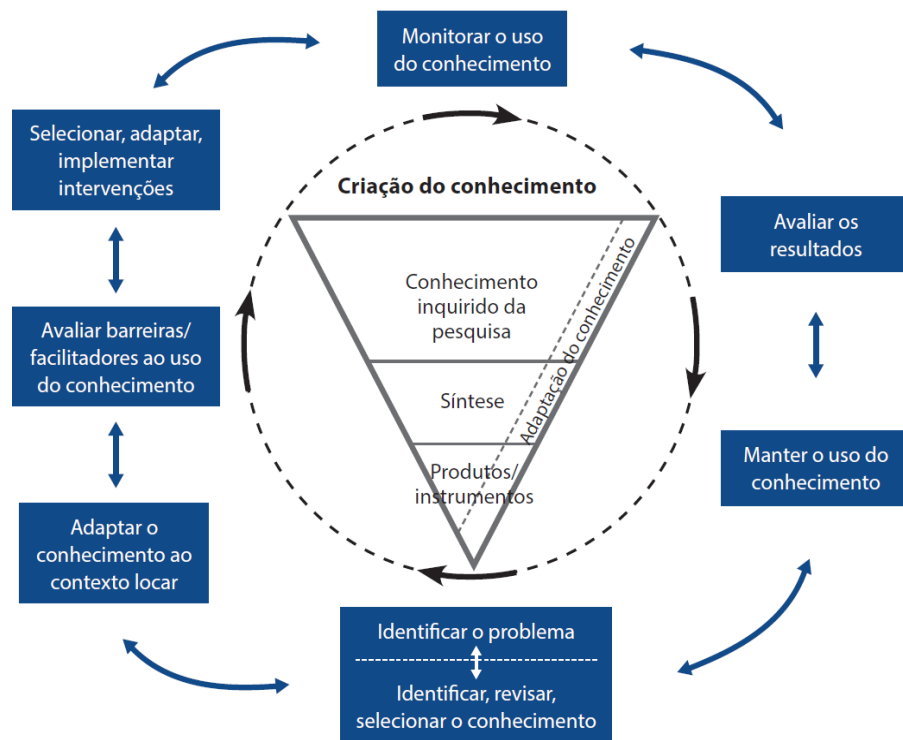 Monitorar o uso
do conhecimento
Selecionar, adaptar,
implementar
intervenções
Criação do conhecimento
Avaliar os
resultados
Conhecimento
inquirido da
pesquisa
Adaptação do conhecimento
Avaliar barreiras/
facilitadores ao uso
do conhecimento
Síntese
Produtos/
instrumentos
Manter o uso do
conhecimento
Adaptar o
conhecimento ao
contexto locar
Identificar o problema
Identificar, revisar,
selecionar o conhecimento